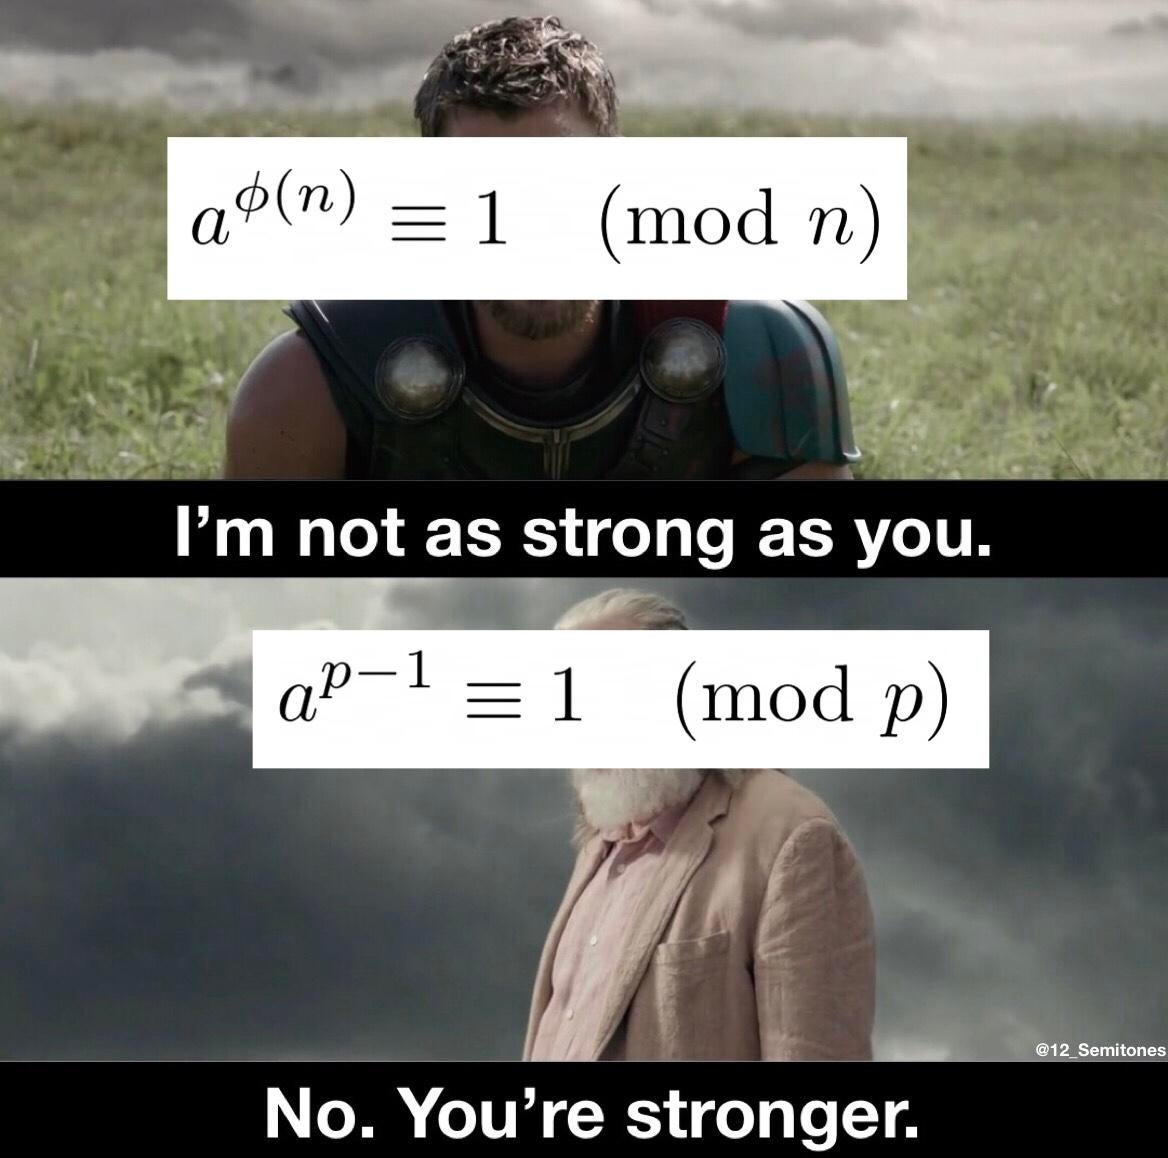 a^{ϕ(n)} ≡ 1 (mod n)
I’m not as strong as you.
a^{p−1} ≡ 1 (mod p)
@12_Semitones
No. You’re stronger.